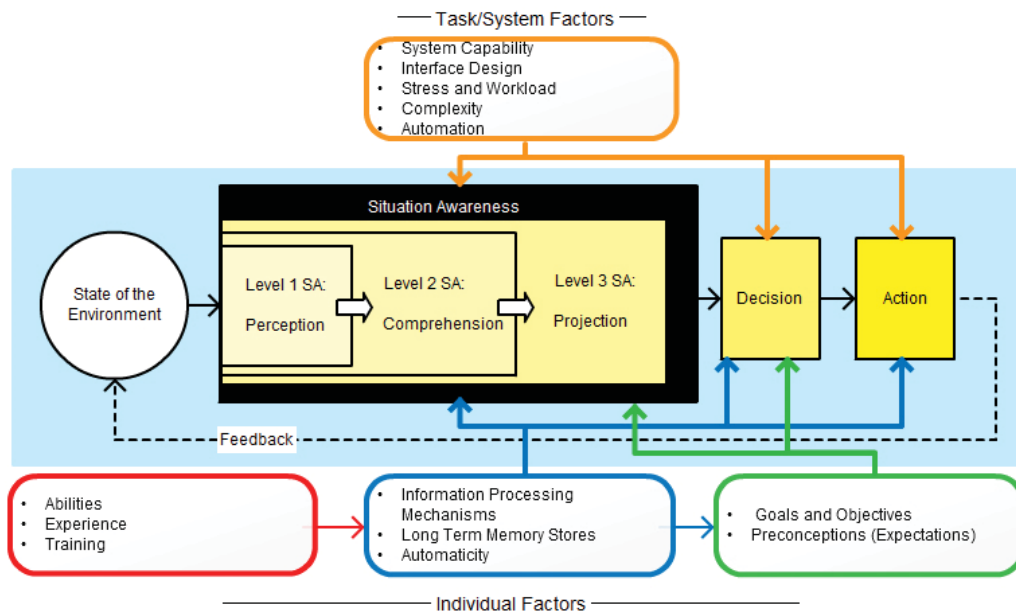 Task/System Factors
• System Capability
• Interface Design
• Stress and Workload
• Complexity
• Automation
Situation Awareness
State of the
Environment
Level 1 SA:
Perception
Level 2 SA:
Comprehension
Level 3 SA:
Projection
Decision
Action
Feedback
• Abilities
• Experience
• Training
• Information Processing
Mechanisms
• Long Term Memory Stores
• Automaticity
• Goals and Objectives
• Preconceptions (Expectations)
Individual Factors